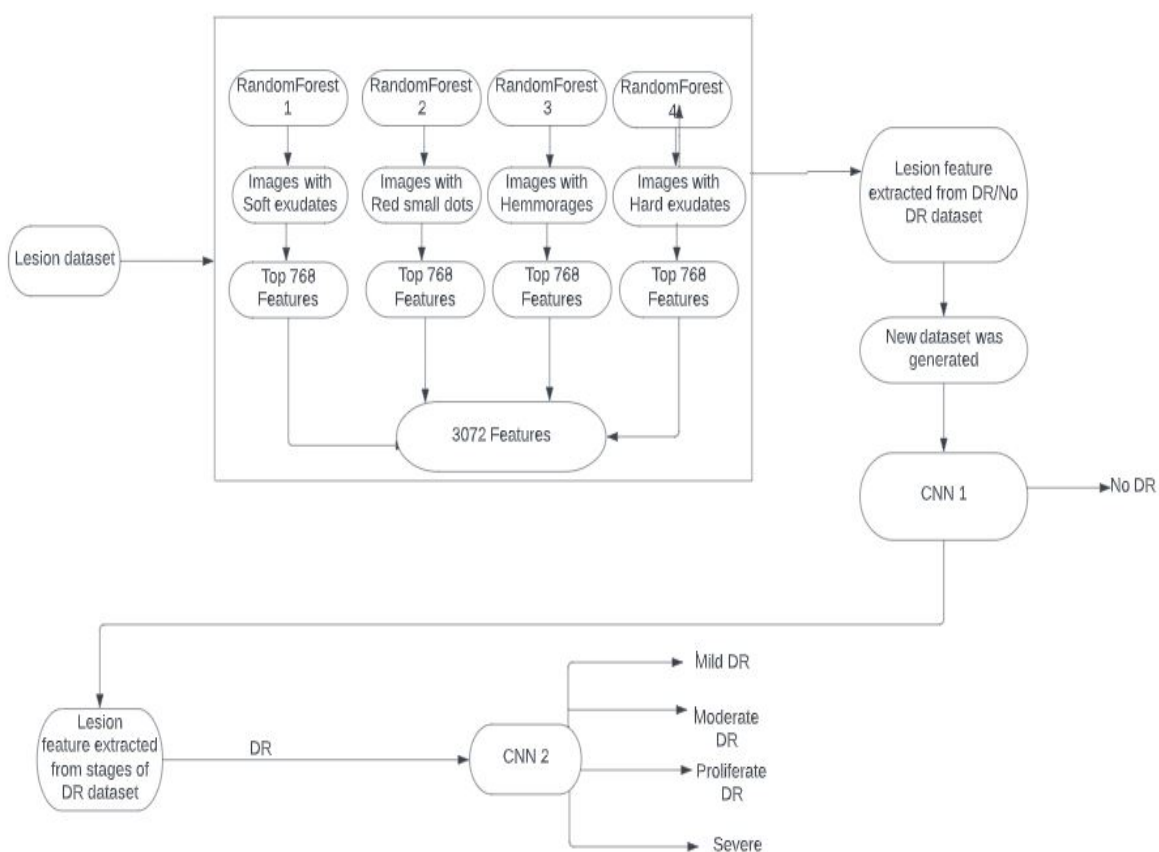 RandomForest
1
RandomForest
2
RandomForest
3
RandomForest
4
Images with
Soft exudates
Images with
Red small dots
Images with
Hemmorages
Images with
Hard exudates
Lesion feature
extracted from DR/No
DR dataset
Lesion dataset
Top 768
Features
Top 768
Features
Top 768
Features
Top 768
Features
New dataset was
generated
3072 Features
CNN 1
No DR
Mild DR
Moderate
DR
Lesion
feature extracted
from stages of
DR dataset
DR
CNN 2
Proliferate
DR
Severe